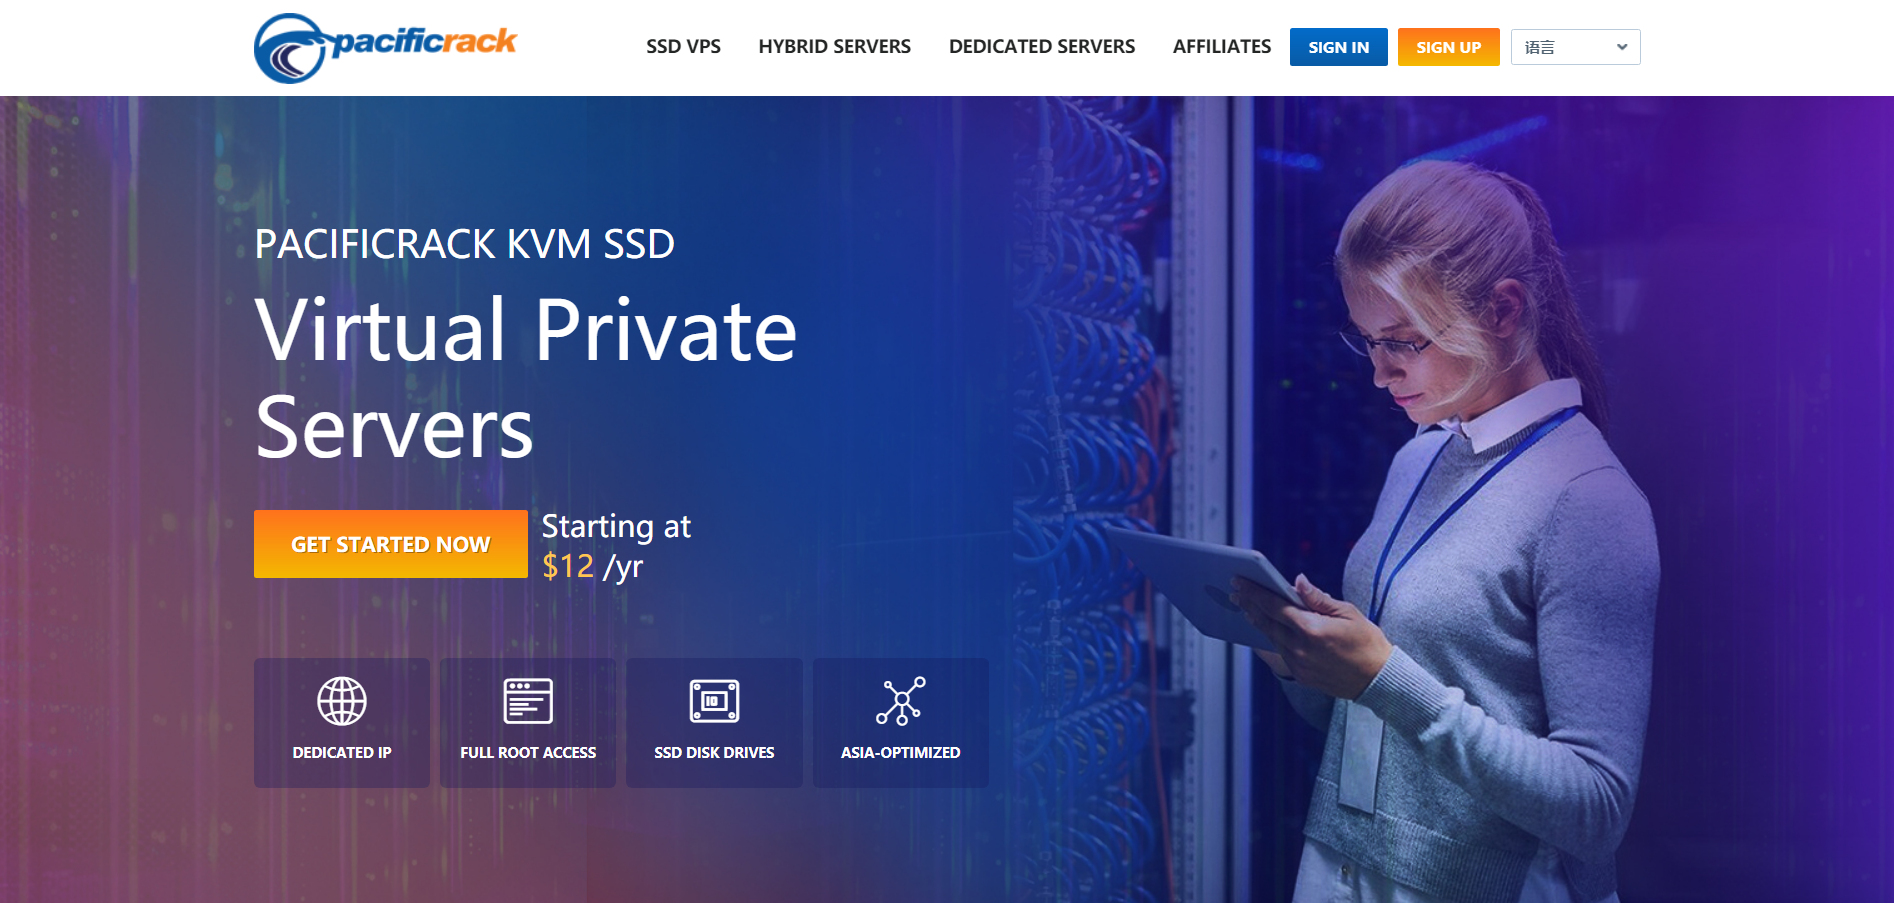 pacificrack
SSD VPS
HYBRID SERVERS
DEDICATED SERVERS
AFFILIATES
SIGN IN
SIGN UP
语言
PACIFICRACK KVM SSD
Virtual Private
Servers
GET STARTED NOW
Starting at
$12 /yr
DEDICATED IP
FULL ROOT ACCESS
IO
SSD DISK DRIVES
ASIA-OPTIMIZED